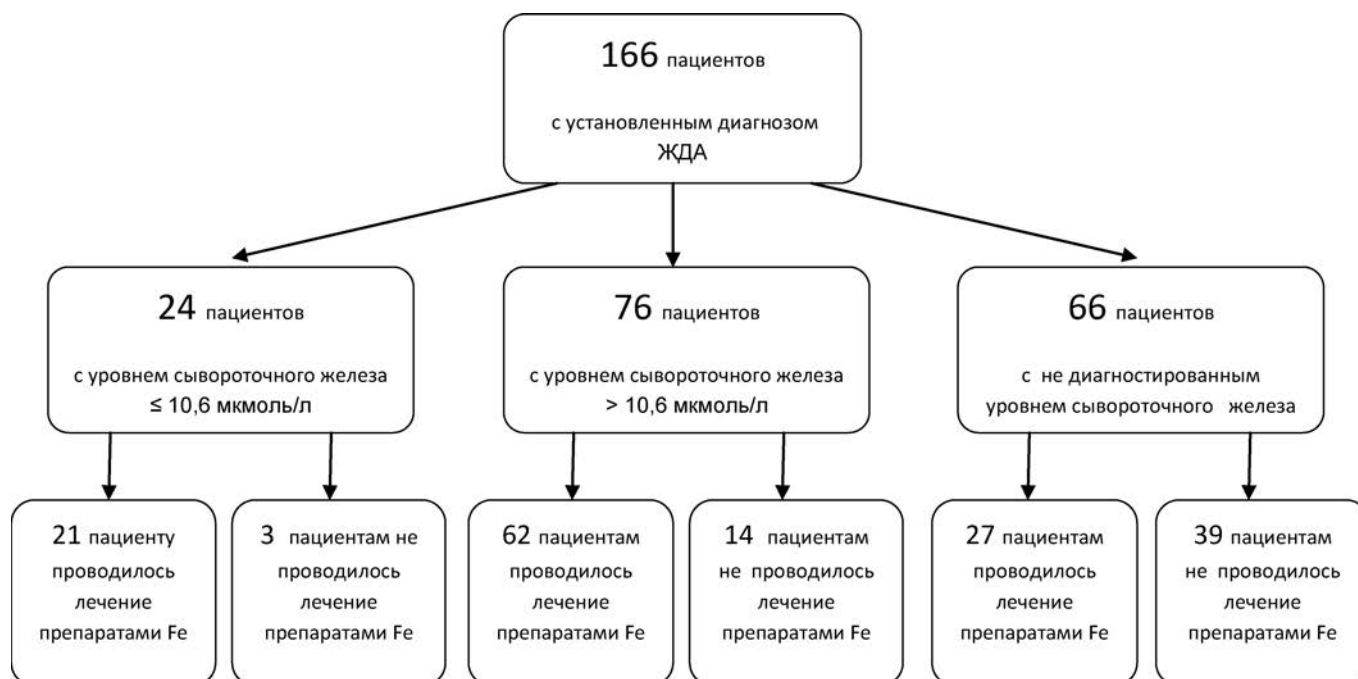 166 пациентов
с установленным диагнозом
ЖДА
24 пациентов
с уровнем сывороточного железа
≤ 10,6 мкмоль/л
76 пациентов
с уровнем сывороточного железа
> 10,6 мкмоль/л
66 пациентов
с не диагностированным
уровнем сывороточного железа
21 пациенту
проводилось
лечение
препаратами Fe
3 пациентам не
проводилось
лечение
препаратами Fe
62 пациентам
проводилось
лечение
препаратами Fe
14 пациентам
не проводилось
лечение
препаратами Fe
27 пациентам
проводилось
лечение
препаратами Fe
39 пациентам
не проводилось
лечение
препаратами Fe